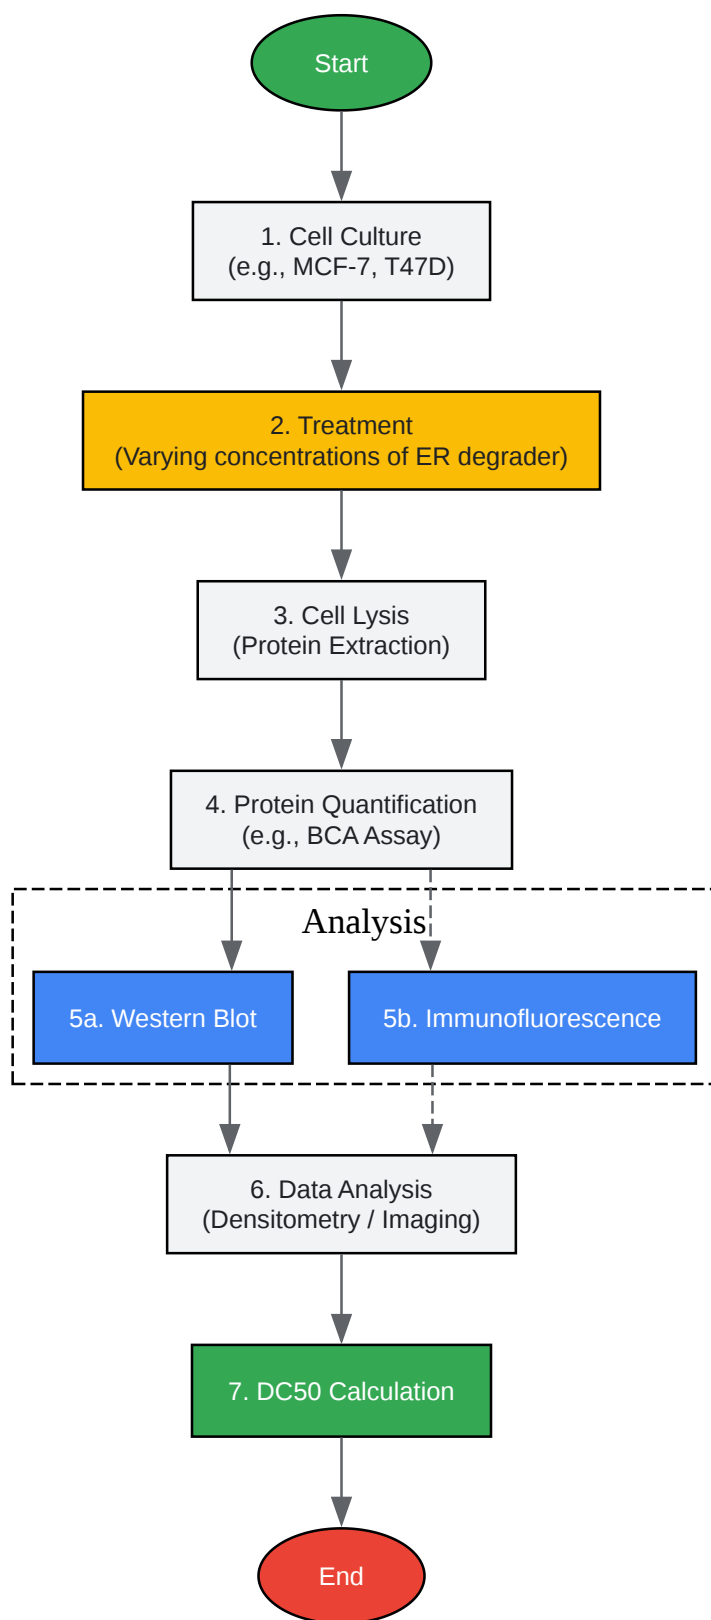 Start
1. Cell Culture
(e.g., MCF-7, T47D)
2. Treatment
(Varying concentrations of ER degrader)
3. Cell Lysis
(Protein Extraction)
4. Protein Quantification
(e.g., BCA Assay)
Analysis
5a. Western Blot
5b. Immunofluorescence
6. Data Analysis
(Densitometry / Imaging)
7. DC50 Calculation
End